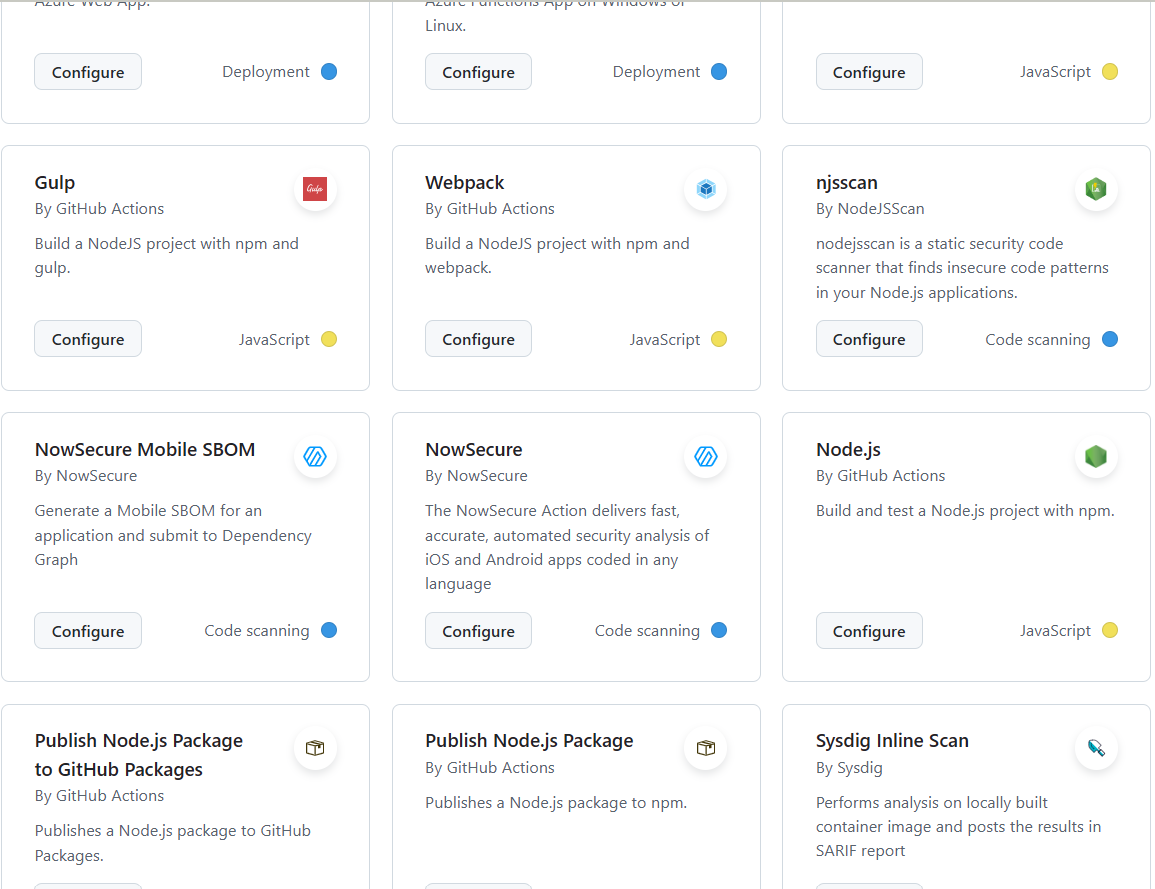 Azure Web App.
Azure Functions App on Windows or
Linux.
Configure
Deployment
Configure
Deployment
Configure
JavaScript
Gulp
By GitHub Actions
Build a NodeJS project with npm and
gulp.
Configure
JavaScript
Gulp
Webpack
By GitHub Actions
Build a NodeJS project with npm and
webpack.
Configure
JavaScript
njsscan
By NodeJSScan
nodejsscan is a static security code
scanner that finds insecure code patterns
in your Node.js applications.
Configure
Code scanning
NowSecure Mobile SBOM
By NowSecure
Generate a Mobile SBOM for an
application and submit to Dependency
Graph
Configure
Code scanning
NowSecure
By NowSecure
The NowSecure Action delivers fast,
accurate, automated security analysis of
iOS and Android apps coded in any
language
Configure
Code scanning
Node.js
By GitHub Actions
Build and test a Node.js project with npm.
Configure
JavaScript
Publish Node.js Package
to GitHub Packages
By GitHub Actions
Publishes a Node.js package to GitHub
Packages.
Publish Node.js Package
By GitHub Actions
Publishes a Node.js package to npm.
Sysdig Inline Scan
By Sysdig
Performs analysis on locally built
container image and posts the results in
SARIF report